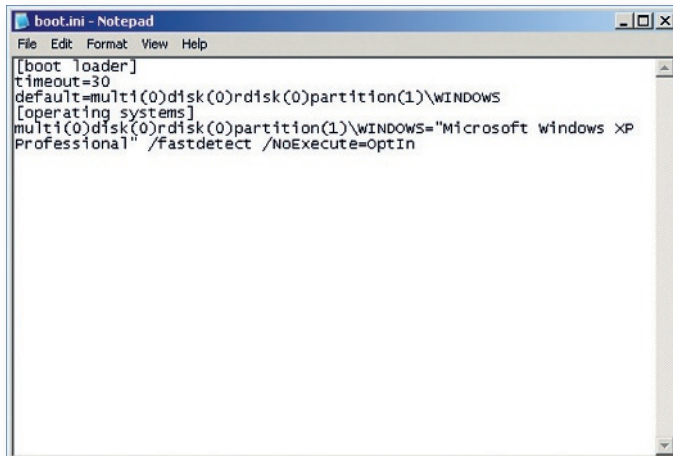 boot.ini - Notepad
File Edit Format View Help
[boot loader]
timeout=30
default=multi(0)disk(0)rdisk(0)partition(1)\WINDOWS
[operating systems]
multi(0)disk(0)rdisk(0)partition(1)\WINDOWS="Microsoft Windows XP
Professional" /fastdetect /NoExecute=OptIn